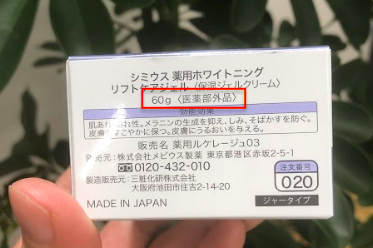 シミウス 薬用ホワイトニング
リフトケアジェル〈保湿ジェルクリーム〉
60g〈医薬部外品〉
効能効果
肌あれ。あれ性。メラニンの生成を抑え、しみ、そばかすを防ぐ。
皮膚をすこやかに保つ。皮膚にうるおいを与える。
販売名 薬用ルケレージュ03
発売元:株式会社メビウス製薬 東京都港区赤坂2-5-1
0120-432-010
製造販売元:三粧化研株式会社
大阪府池田市住吉2-14-20
注文番号
020
MADE IN JAPAN
ジャータイプ